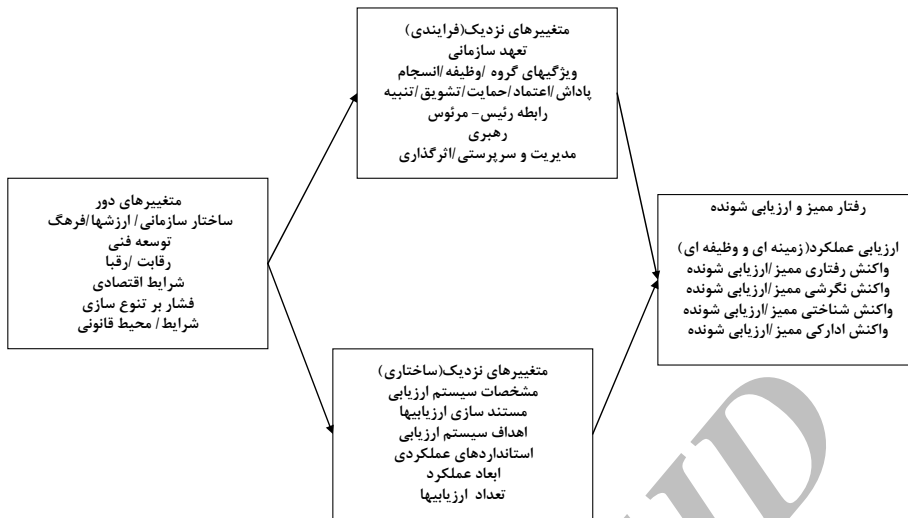 متغییرهای نزدیک(فرایندی)
تعهد سازمانی
ویژگیهای گروه /وظیفه/انسجام
پاداش/اعتماد/حمایت/تشویق/تنبیه
رابطه رئیس- مرئوس
رهبری
مدیریت و سرپرستی/اثرگذاری
متغییرهای دور
ساختار سازمانی/ ارزشها/فرهگ
توسعه فنی
رقابت /رقبا
شرایط اقتصادی
فشار بر تنوع سازی
شرایط/ محیط قانونی
رفتار ممیز و ارزیابی شونده
ارزیابی عملکرد(زمینه ای و وظیفه ای)
واکنش رفتاری ممیز/ارزیابی شونده
واکنش نگرشی ممیز/ارزیابی شونده
واکنش شناختی ممیز/ارزیابی شونده
واکنش ادارکی ممیز/ارزیابی شونده
متغییرهای نزدیک(ساختاری)
مشخصات سیستم ارزیابی
مستند سازی ارزیابیها
اهداف سیستم ارزیابی
استانداردهای عملکردی
ابعاد عملکرد
تعداد ارزیابیها